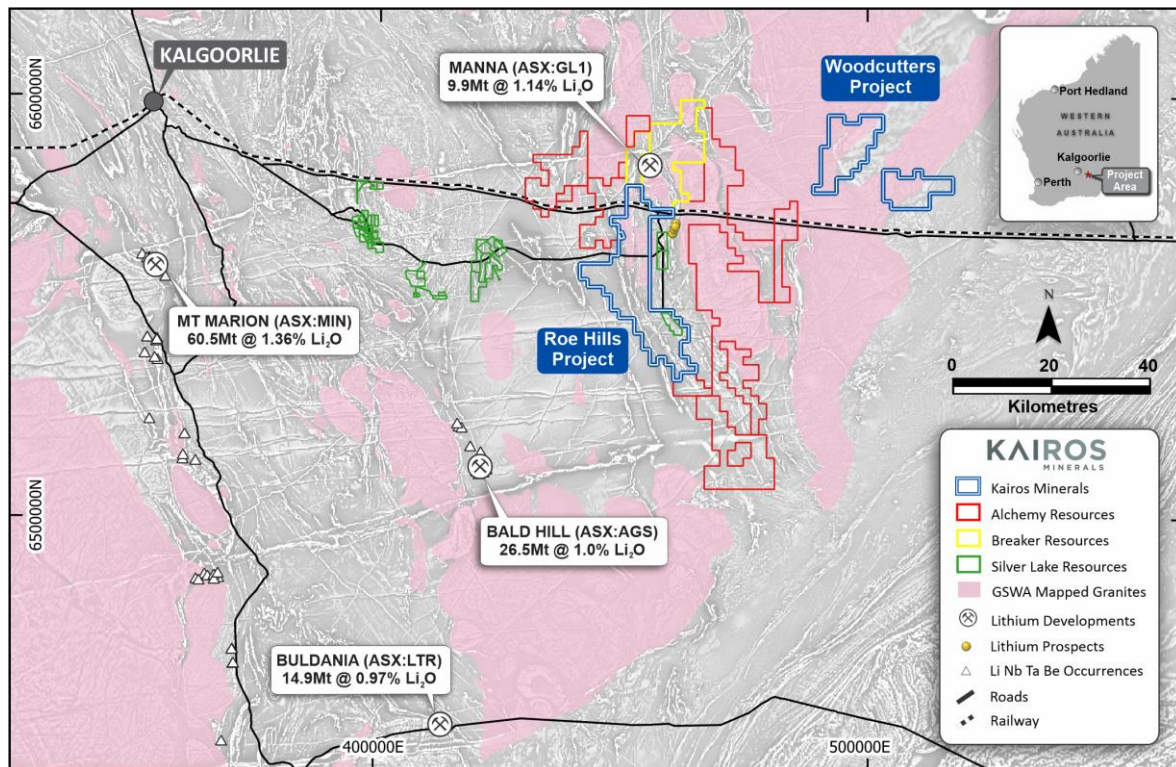 KALGOORLIE
MANNA (ASX:GL1)
9.9Mt @ 1.14% Li₂O
Woodcutters
Project
Port Hedland
WESTERN
AUSTRALIA
Kalgoorlie
Perth
Project
Area
6600000N
MT MARION (ASX:MIN)
60.5Mt @ 1.36% Li₂O
Roe Hills
Project
N
0 20 40
Kilometres
6500000N
BALD HILL (ASX:AGS)
26.5Mt @ 1.0% Li₂O
BULDANIA (ASX:LTR)
14.9Mt @ 0.97% Li₂O
400000E
500000E
KAIROS
MINERALS
Kairos Minerals
Alchemy Resources
Breaker Resources
Silver Lake Resources
GSWA Mapped Granites
Lithium Developments
Lithium Prospects
Li Nb Ta Be Occurrences
Roads
Railway